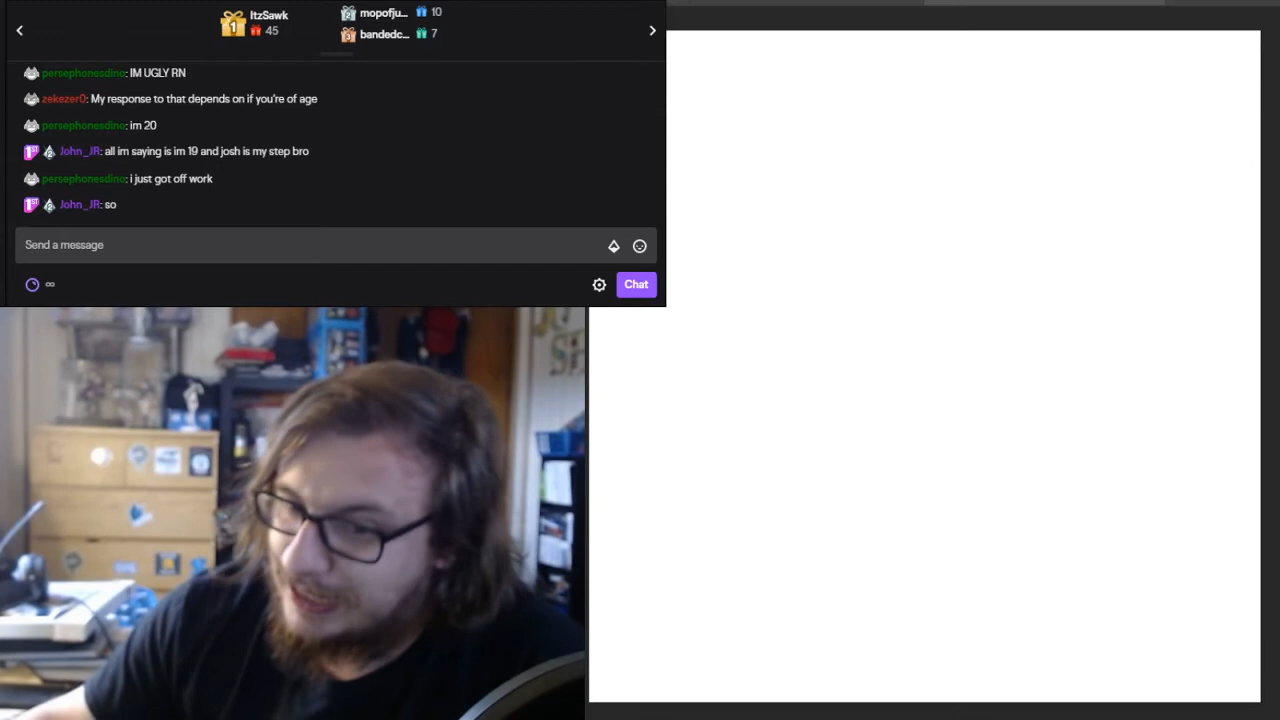 ItzSawk
45
mopofju... 10
bandedc... 7
persephonesdino: IM UGLY RN
zekezer0: My response to that depends on if you're of age
persephonesdino: im 20
John_JR: all im saying is im 19 and josh is my step bro
persephonesdino: i just got off work
John_JR: so
Send a message
∞
Chat